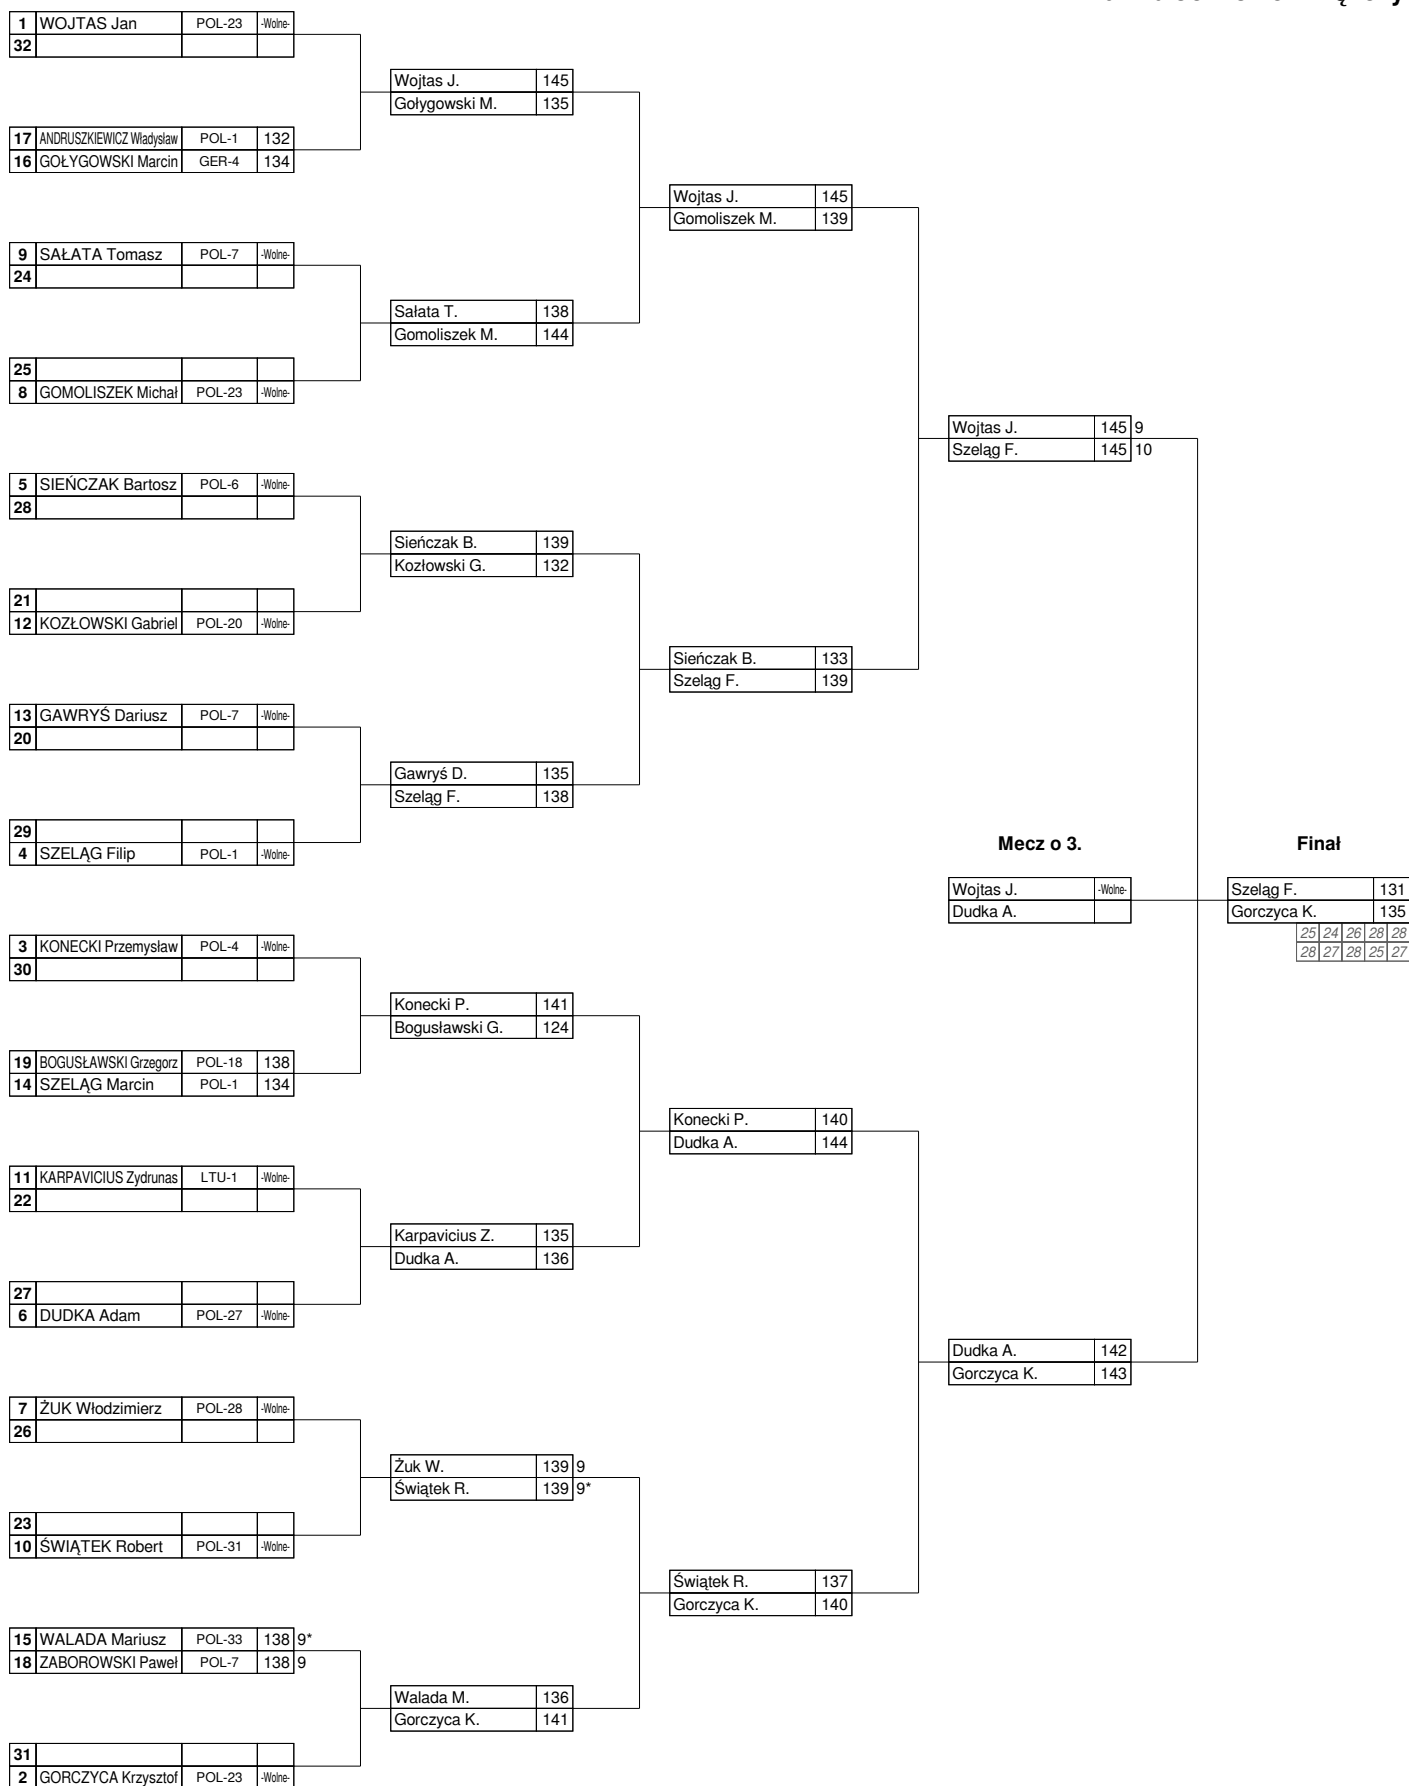 1 WOJTAS Jan POL-23 -Wolne-
32
Wojtas J. 145
Gołygowski M. 135
17 ANDRUSZKIEWICZ Władysław POL-1 132
16 GOŁYGOWSKI Marcin GER-4 134
Wojtas J. 145
Gomoliszek M. 139
9 SAŁATA Tomasz POL-7 -Wolne-
24
Sałata T. 138
Gomoliszek M. 144
25
8 GOMOLISZEK Michał POL-23 -Wolne-
Wojtas J. 145 9
Szeląg F. 145 10
5 SIEŃCZAK Bartosz POL-6 -Wolne-
28
Sieńczak B. 139
Kozłowski G. 132
21
12 KOZŁOWSKI Gabriel POL-20 -Wolne-
Sieńczak B. 133
Szeląg F. 139
13 GAWRYŚ Dariusz POL-7 -Wolne-
20
Gawryś D. 135
Szeląg F. 138
29
4 SZELĄG Filip POL-1 -Wolne-
Mecz o 3. Finał
Wojtas J. -Wolne- Szeląg F. 131
Dudka A. Gorczyca K. 135
25 24 26 28 28
28 27 28 25 27
3 KONECKI Przemysław POL-4 -Wolne-
30
Konecki P. 141
Bogusławski G. 124
19 BOGUSŁAWSKI Grzegorz POL-18 138
14 SZELĄG Marcin POL-1 134
Konecki P. 140
Dudka A. 144
11 KARPAVICIUS Zydrunas LTU-1 -Wolne-
22
Karpavicius Z. 135
Dudka A. 136
27
6 DUDKA Adam POL-27 -Wolne-
Dudka A. 142
Gorczyca K. 143
7 ŻUK Włodzimierz POL-28 -Wolne-
26
Żuk W. 139 9
Świątek R. 139 9*
23
10 ŚWIĄTEK Robert POL-31 -Wolne-
Świątek R. 137
Gorczyca K. 140
15 WALADA Mariusz POL-33 138 9*
18 ZABOROWSKI Paweł POL-7 138 9
Walada M. 136
Gorczyca K. 141
31
2 GORCZYCA Krzysztof POL-23 -Wolne-